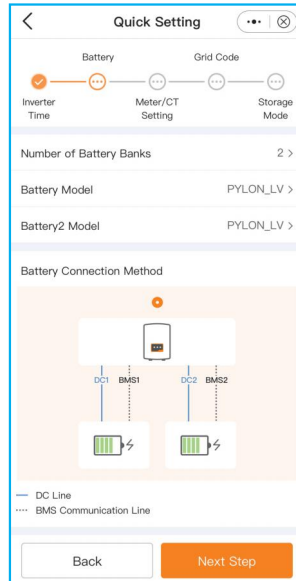 Quick Setting
Battery
Grid Code
Inverter
Time
Meter/CT
Setting
Storage
Mode
Number of Battery Banks 2 >
Battery Model PYLON_LV >
Battery2 Model PYLON_LV >
Battery Connection Method
DC1 BMS1 DC2 BMS2
DC Line
BMS Communication Line
Back Next Step